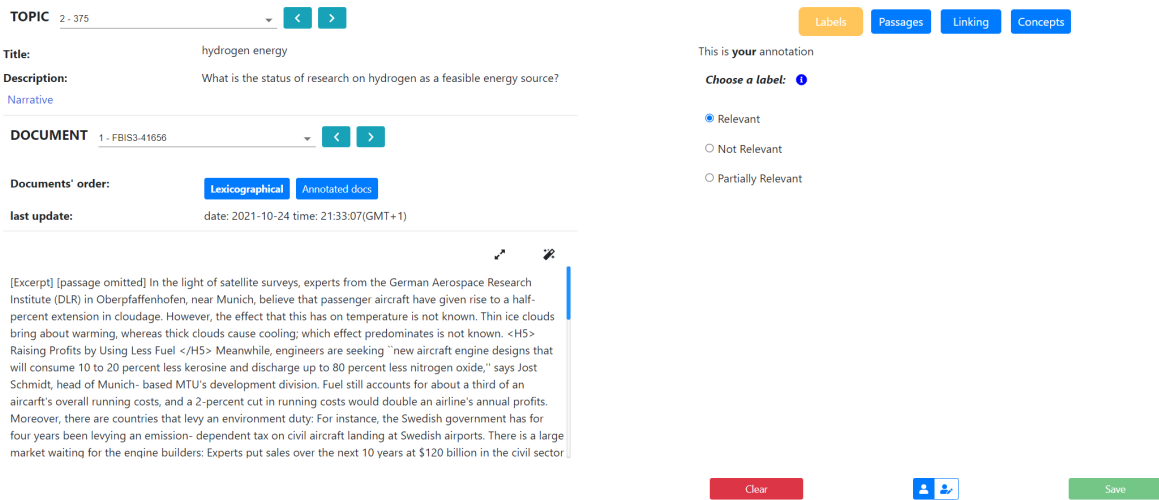 TOPIC 2 - 375
Labels Passages Linking Concepts
Title: hydrogen energy
This is your annotation
Description: What is the status of research on hydrogen as a feasible energy source?
Choose a label:
Narrative
Relevant
DOCUMENT 1 - FBIS3-41656
Not Relevant
Partially Relevant
Documents' order: Lexicographical Annotated docs
last update: date: 2021-10-24 time: 21:33:07(GMT+1)
[Excerpt] [passage omitted] In the light of satellite surveys, experts from the German Aerospace Research
Institute (DLR) in Oberpfaffenhofen, near Munich, believe that passenger aircraft have given rise to a half-
percent extension in cloudage. However, the effect that this has on temperature is not known. Thin ice clouds
bring about warming, whereas thick clouds cause cooling; which effect predominates is not known. <H5>
Raising Profits by Using Less Fuel </H5> Meanwhile, engineers are seeking ``new aircraft engine designs that
will consume 10 to 20 percent less kerosine and discharge up to 80 percent less nitrogen oxide,'' says Jost
Schmidt, head of Munich- based MTU's development division. Fuel still accounts for about a third of an
aircarft's overall running costs, and a 2-percent cut in running costs would double an airline's annual profits.
Moreover, there are countries that levy an environment duty: For instance, the Swedish government has for
four years been levying an emission- dependent tax on civil aircraft landing at Swedish airports. There is a large
market waiting for the engine builders: Experts put sales over the next 10 years at $120 billion in the civil sector
Clear Save